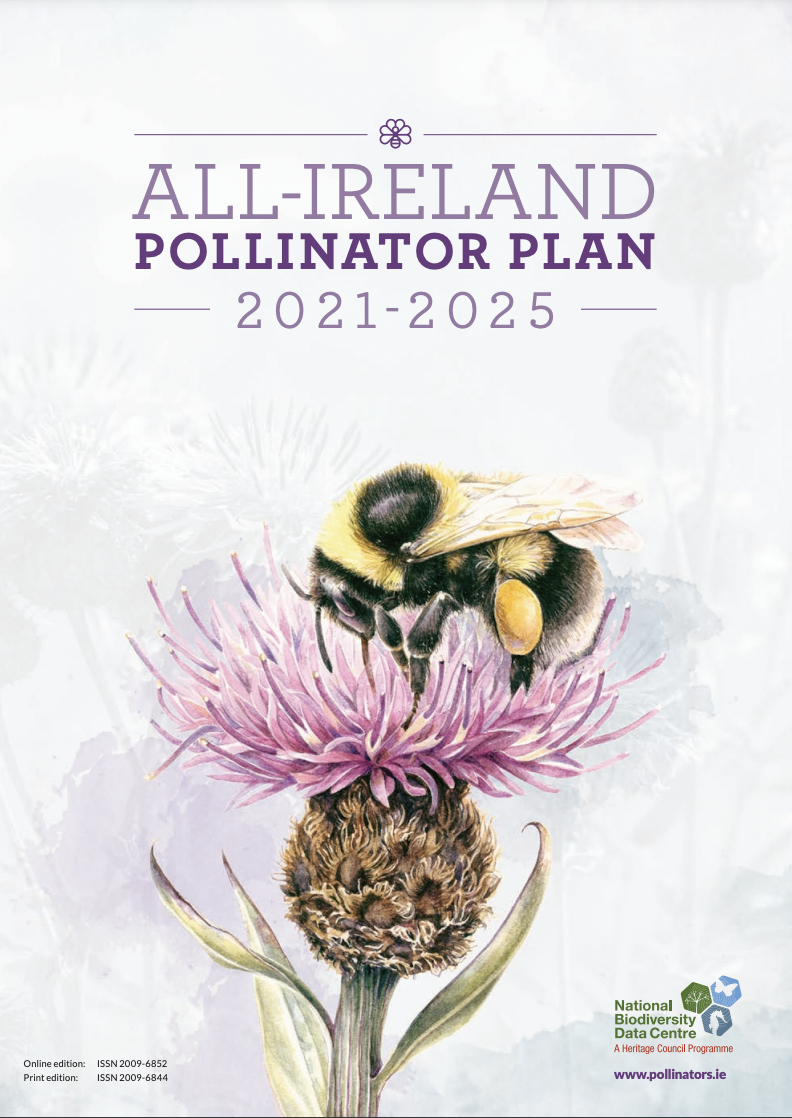 ALL-IRELAND
POLLINATOR PLAN
2021-2025
National
Biodiversity
Data Centre
A Heritage Council Programme
www.pollinators.ie
Online edition: ISSN 2009-6852
Print edition: ISSN 2009-6844